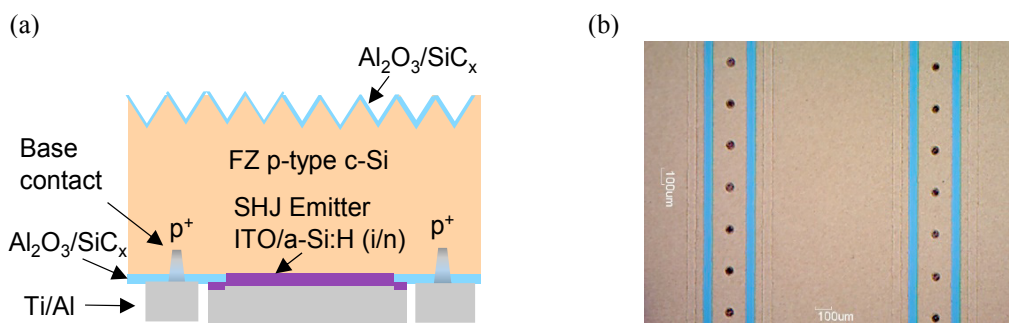 (a)
Al₂O₃/SiCₓ
FZ p-type c-Si
Base
contact
SHJ Emitter
ITO/a-Si:H (i/n)
p⁺
p⁺
Al₂O₃/SiCₓ
Ti/Al
(b)
100um
100um